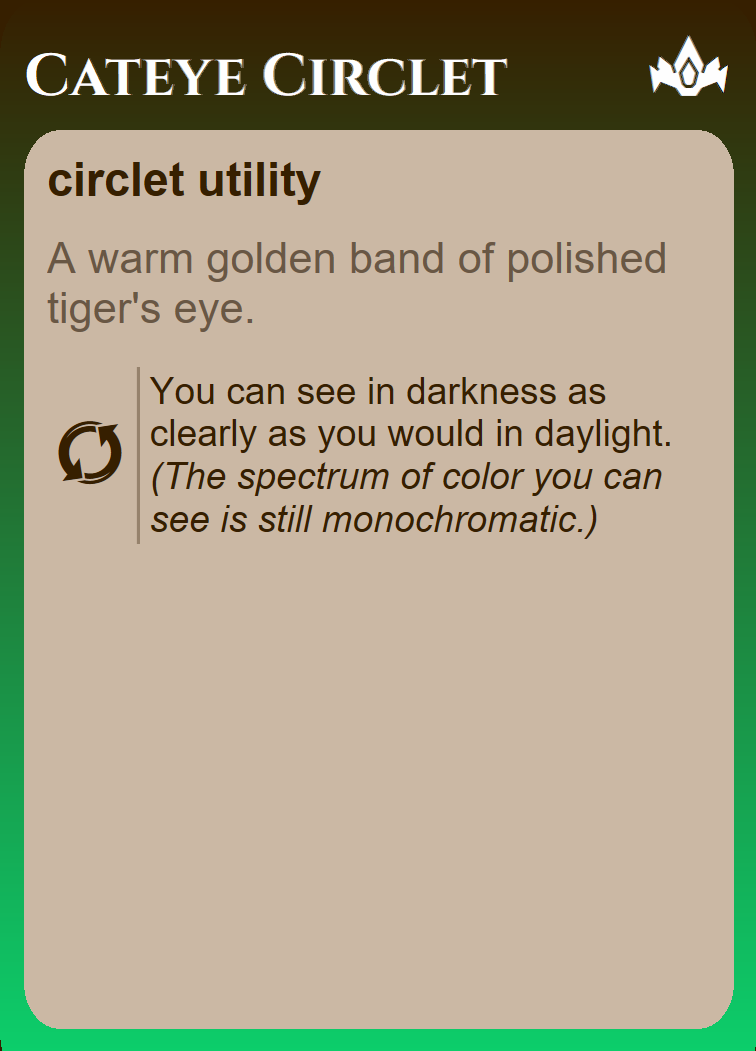 Cateye Circlet
circlet utility
A warm golden band of polished
tiger's eye.
You can see in darkness as
clearly as you would in daylight.
(The spectrum of color you can
see is still monochromatic.)